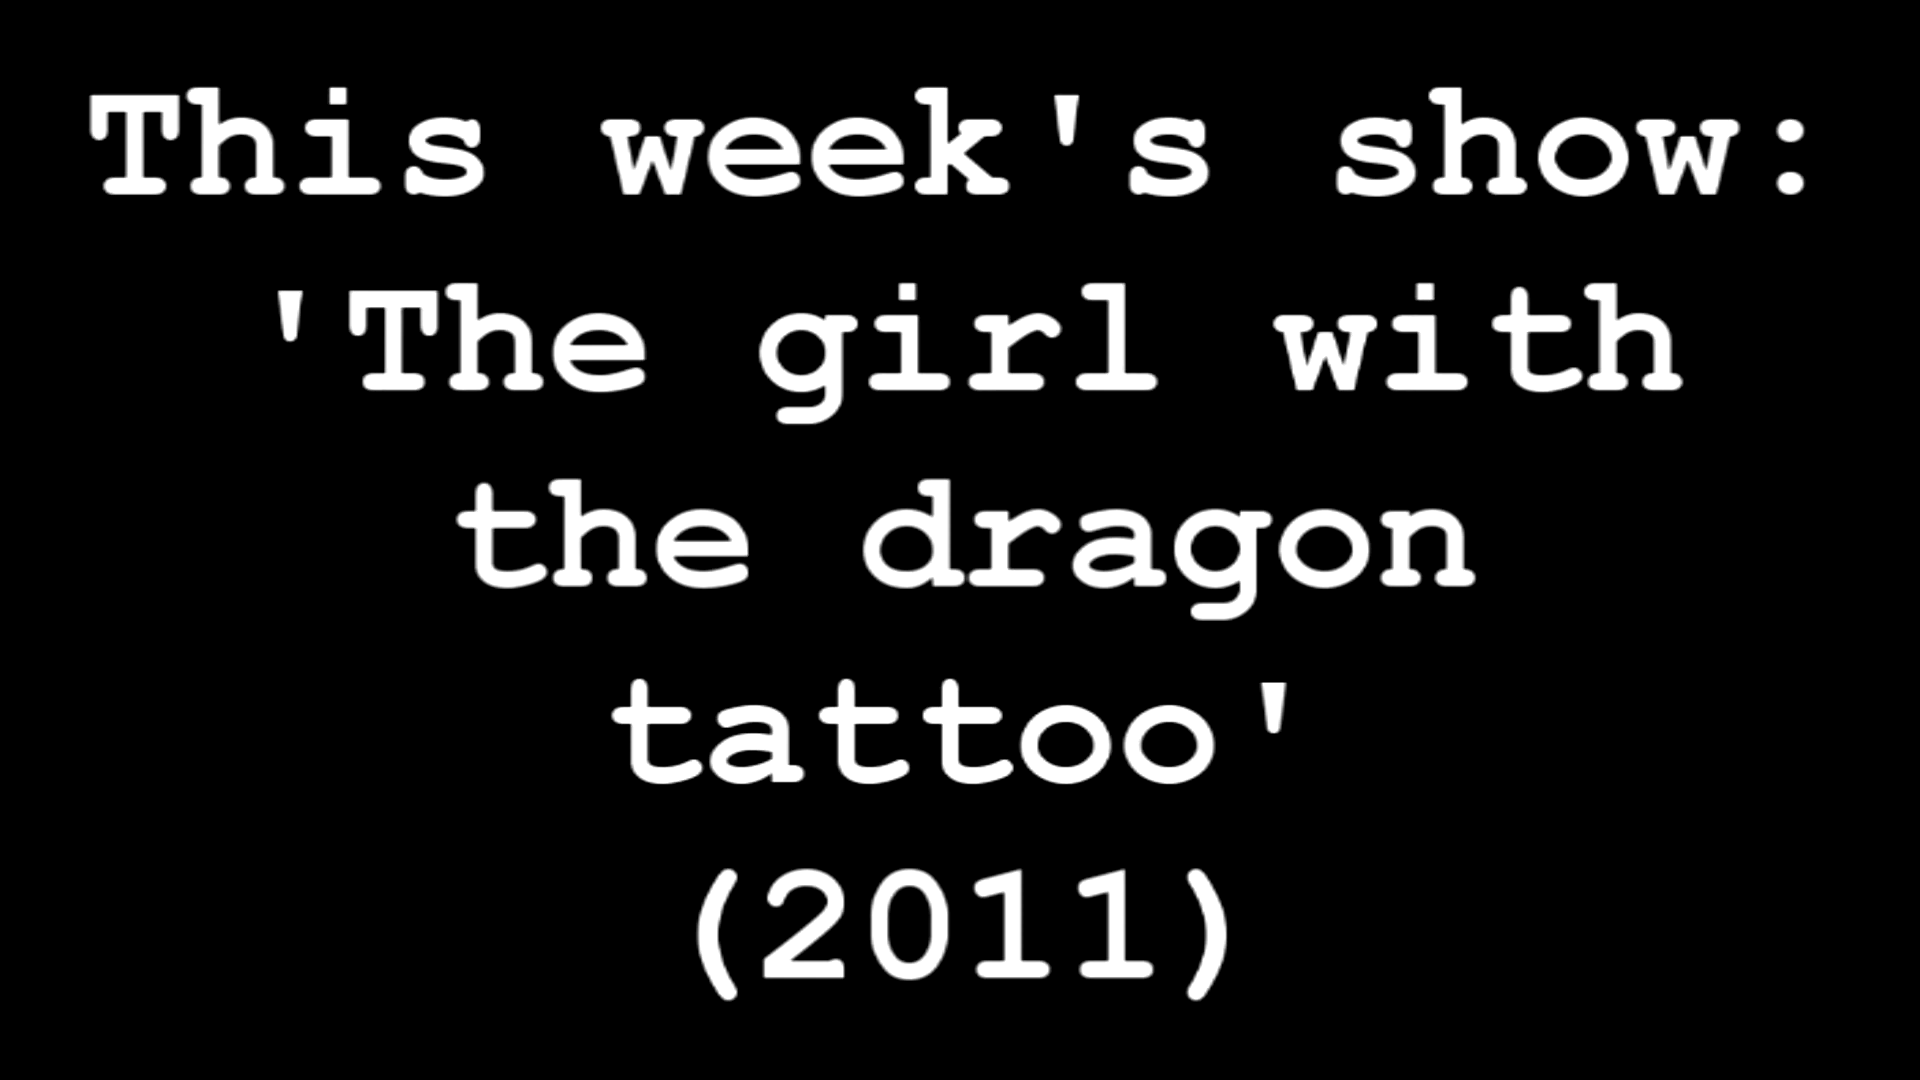 This week's show:
'The girl with
the dragon
tattoo'
(2011)